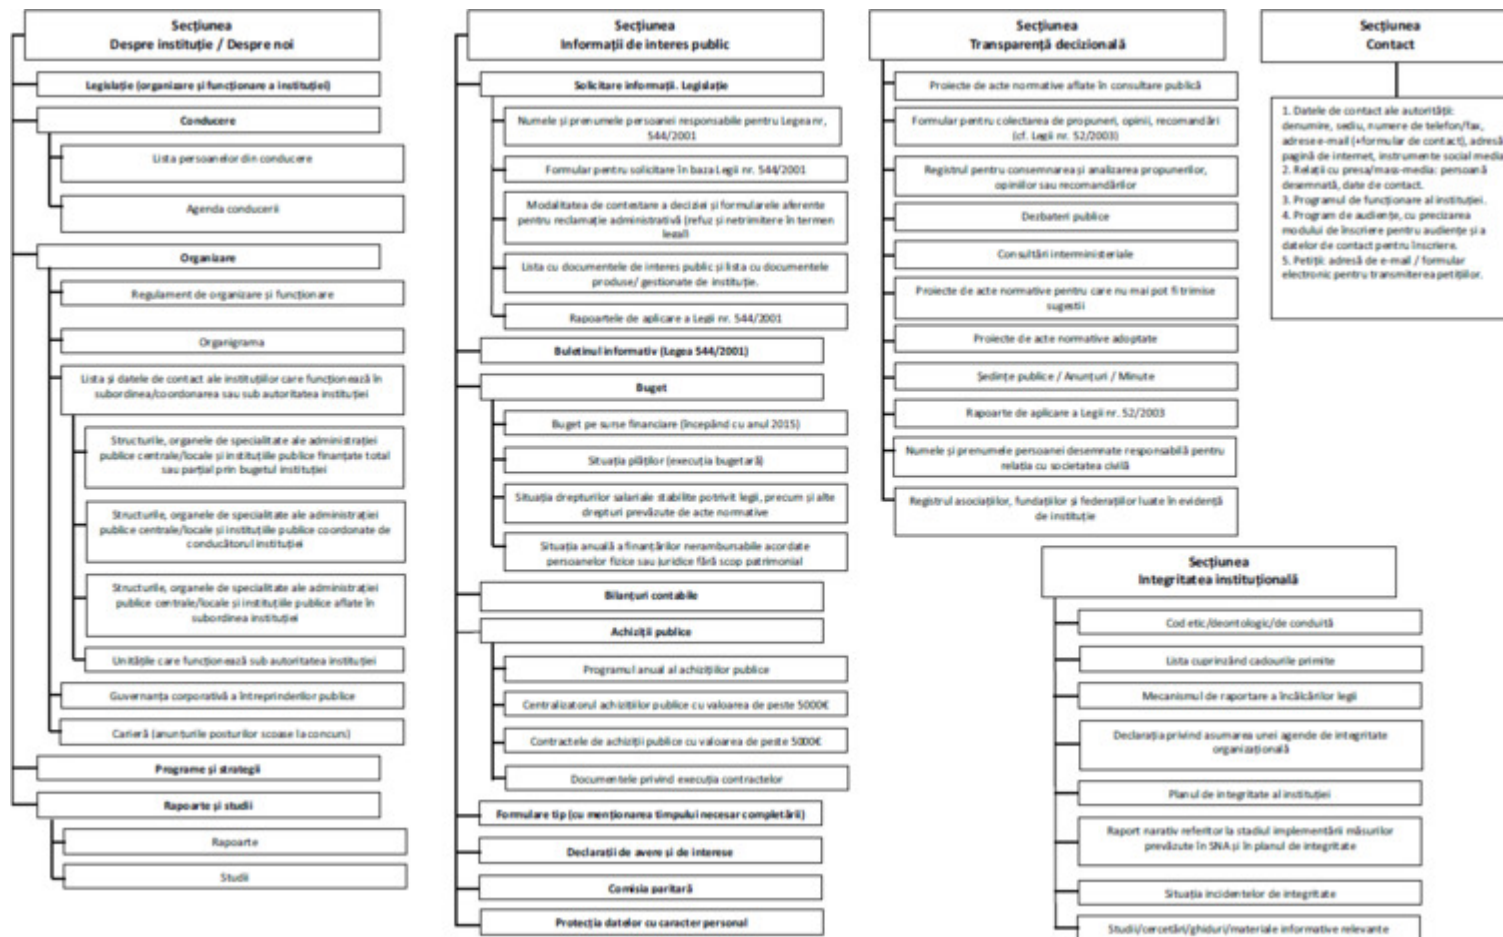 Secțiunea
Despre instituție / Despre noi
Legislație (organizare și funcționare a instituției)
Conducere
Lista persoanelor din conducere
Agenda conducerii
Organizare
Regulament de organizare și funcționare
Organigrama
Lista și datele de contact ale instituțiilor care funcționează în
subordinea/coordonarea sau sub autoritatea instituției
Structurile, organele de specialitate ale administrației
publice centrale/locale și instituțiile publice finanțate total
sau parțial prin bugetul instituției
Structurile, organele de specialitate ale administrației
publice centrale/locale și instituțiile publice coordonate de
conducătorul instituției
Structurile, organele de specialitate ale administrației
publice centrale/locale și instituțiile publice aflate în
subordinea instituției
Unitățile care funcționează sub autoritatea instituției
Guvernanța corporativă a întreprinderilor publice
Carieră (anunțurile posturilor scoase la concurs)
Programe și strategii
Rapoarte și studii
Rapoarte
Studii
Secțiunea
Informații de interes public
Solicitare informații. Legislație
Numele și prenumele persoanei responsabile pentru Legea nr,
544/2001
Formular pentru solicitare în baza Legii nr. 544/2001
Modalitatea de contestare a deciziei și formularele aferente
pentru reclamație administrativă (refuz și netrimitere în termen
legal)
Lista cu documentele de interes public și lista cu documentele
produse/ gestionate de instituție.
Rapoartele de aplicare a Legii nr. 544/2001
Buletinul informativ (Legea 544/2001)
Buget
Buget pe surse financiare (începând cu anul 2015)
Situația plăților (execuția bugetară)
Situația drepturilor salariale stabilite potrivit legii, precum și alte
drepturi prevăzute de acte normative
Situația anuală a finanțărilor nerambursabile acordate
persoanelor fizice sau juridice fără scop patrimonial
Bilanțuri contabile
Achiziții publice
Programul anual al achizițiilor publice
Centralizatorul achizițiilor publice cu valoarea de peste 5000€
Contractele de achiziții publice cu valoarea de peste 5000€
Documentele privind execuția contractelor
Formulare tip (cu menționarea timpului necesar completării)
Declarații de avere și de interese
Comisia paritară
Protecția datelor cu caracter personal
Secțiunea
Transparență decizională
Proiecte de acte normative aflate în consultare publică
Formular pentru colectarea de propuneri, opinii, recomandări
(cf. Legii nr. 52/2003)
Registrul pentru consemnarea și analizarea propunerilor,
opiniilor sau recomandărilor
Dezbateri publice
Consultări interministeriale
Proiecte de acte normative pentru care nu mai pot fi trimise
sugestii
Proiecte de acte normative adoptate
Ședințe publice / Anunțuri / Minute
Rapoarte de aplicare a Legii nr. 52/2003
Numele și prenumele persoanei desemnate responsabilă pentru
relația cu societatea civilă
Registrul asociațiilor, fundațiilor și federațiilor luate în evidență
de instituție
Secțiunea
Contact
1. Datele de contact ale autorității:
denumire, sediu, numere de telefon/fax,
adrese e-mail (+formular de contact), adresă
pagină de internet, instrumente social media
2. Relații cu presa/mass-media: persoană
desemnată, date de contact.
3. Programul de funcționare al instituției.
4. Program de audiențe, cu precizarea
modului de înscriere pentru audiențe și a
datelor de contact pentru înscriere.
5. Petiții: adresă de e-mail / formular
electronic pentru transmiterea petițiilor.
Secțiunea
Integritatea instituțională
Cod etic/deontologic/de conduită
Lista cuprinzând cadourile primite
Mecanismul de raportare a încălcărilor legii
Declarația privind asumarea unei agende de integritate
organizațională
Planul de integritate al instituției
Raport narativ referitor la stadiul implementării măsurilor
prevăzute în SNA și în planul de integritate
Situația incidentelor de integritate
Studii/cercetări/ghiduri/materiale informative relevante